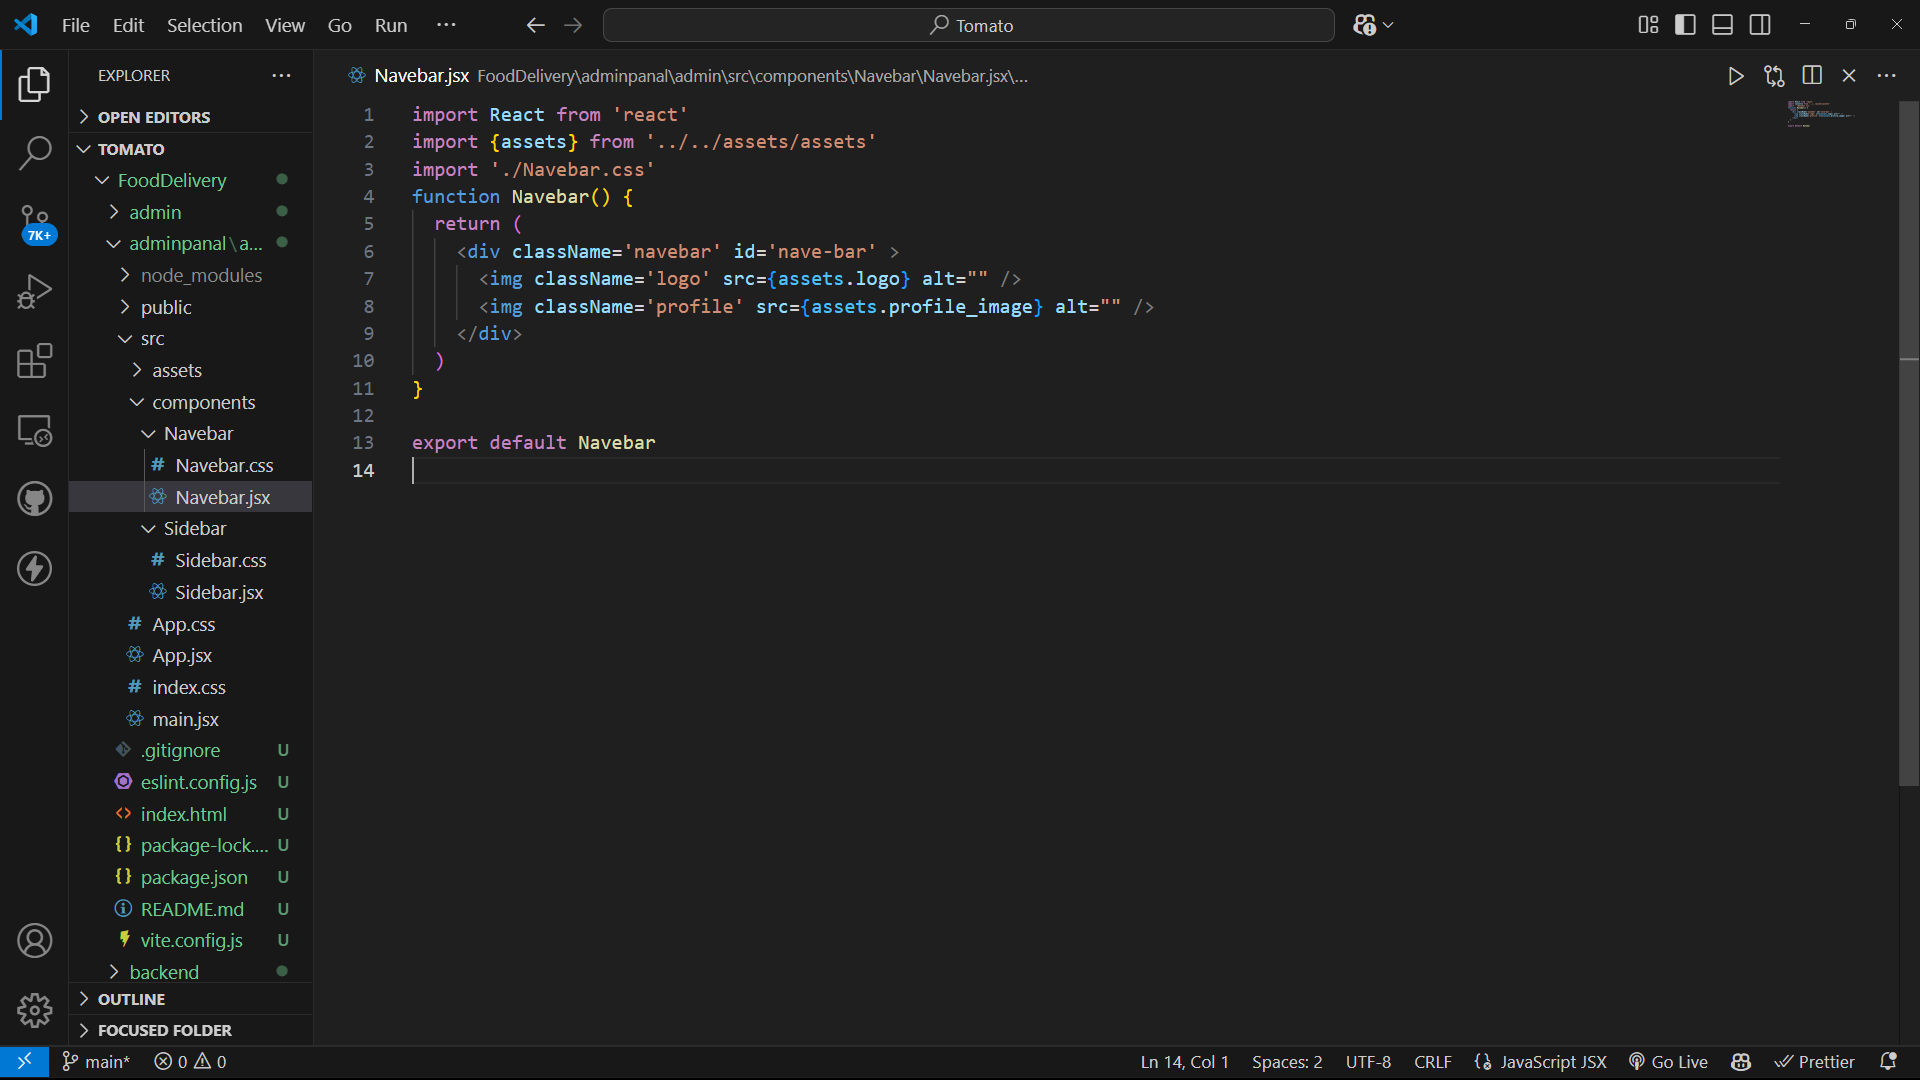 File Edit Selection View Go Run ··· Tomato
EXPLORER ···
OPEN EDITORS
TOMATO
FoodDelivery
admin
adminpanal\a...
node_modules
public
src
assets
components
Navebar
Navebar.css
Navebar.jsx
Sidebar
Sidebar.css
Sidebar.jsx
App.css
App.jsx
index.css
main.jsx
.gitignore U
eslint.config.js U
index.html U
package-lock.... U
package.json U
README.md U
vite.config.js U
backend
OUTLINE
FOCUSED FOLDER
7K+
Navebar.jsx FoodDelivery\adminpanal\admin\src\components\Navebar\Navebar.jsx\...
1 import React from 'react'
2 import {assets} from '../../assets/assets'
3 import './Navebar.css'
4 function Navebar() {
5 return (
6 <div className='navebar' id='nave-bar' >
7 <img className='logo' src={assets.logo} alt="" />
8 <img className='profile' src={assets.profile_image} alt="" />
9 </div>
10 )
11 }
12
13 export default Navebar
14
main* 0 0 Ln 14, Col 1 Spaces: 2 UTF-8 CRLF JavaScript JSX Go Live Prettier